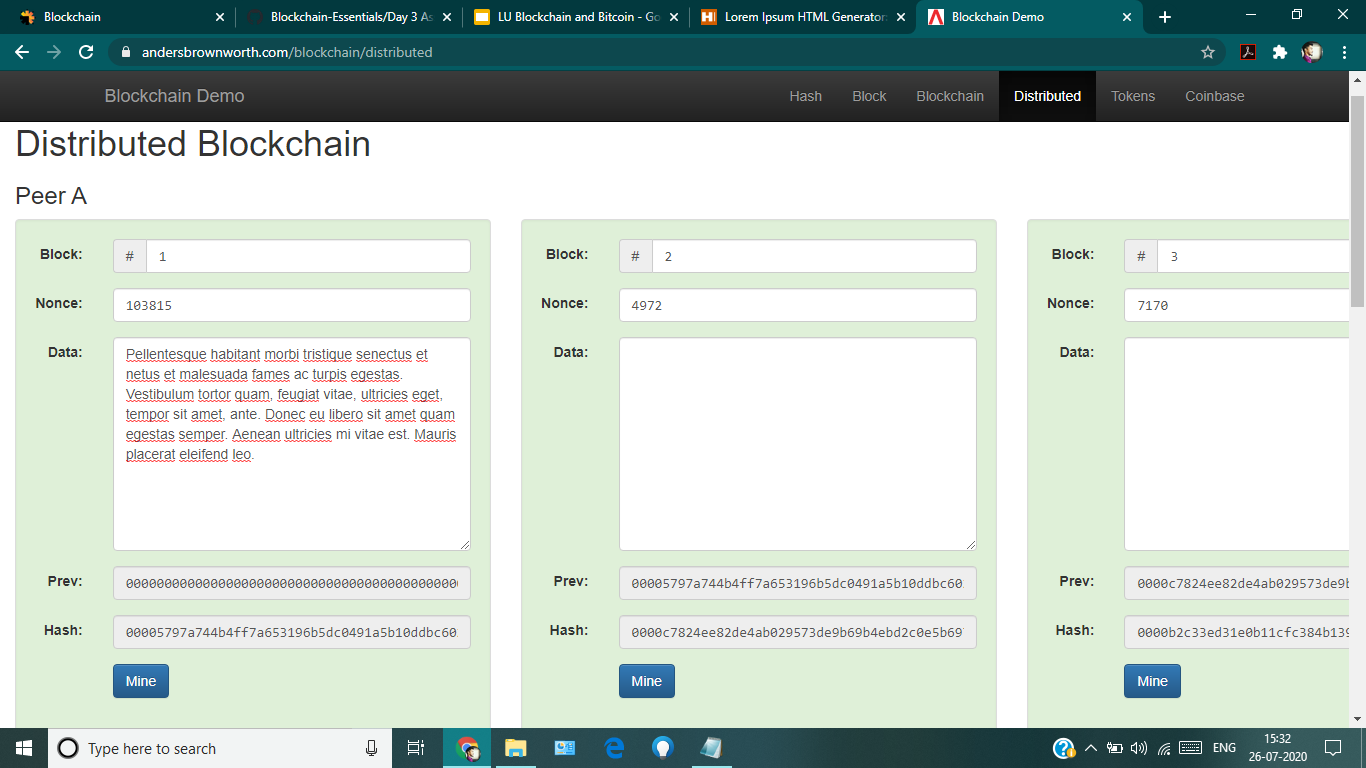 Blockchain
Blockchain-Essentials/Day 3 As
LU Blockchain and Bitcoin - Go
Lorem Ipsum HTML Generator
Blockchain Demo
andersbrownworth.com/blockchain/distributed
Blockchain Demo
Hash
Block
Blockchain
Distributed
Tokens
Coinbase
Distributed Blockchain
Peer A
Block:
#
1
Nonce:
103815
Data:
Pellentesque habitant morbi tristique senectus et
netus et malesuada fames ac turpis egestas.
Vestibulum tortor quam, feugiat vitae, ultricies eget,
tempor sit amet, ante. Donec eu libero sit amet quam
egestas semper. Aenean ultricies mi vitae est. Mauris
placerat eleifend leo.
Prev:
000000000000000000000000000000000000000000
Hash:
00005797a744b4ff7a653196b5dc0491a5b10ddbc60
Mine
Block:
#
2
Nonce:
4972
Data:
Prev:
00005797a744b4ff7a653196b5dc0491a5b10ddbc60
Hash:
0000c7824ee82de4ab029573de9b69b4ebd2c0e5b69
Mine
Block:
#
3
Nonce:
7170
Data:
Prev:
0000c7824ee82de4ab029573de9b
Hash:
0000b2c33ed31e0b11cfc384b139
Mine
Type here to search
ENG
15:32
26-07-2020